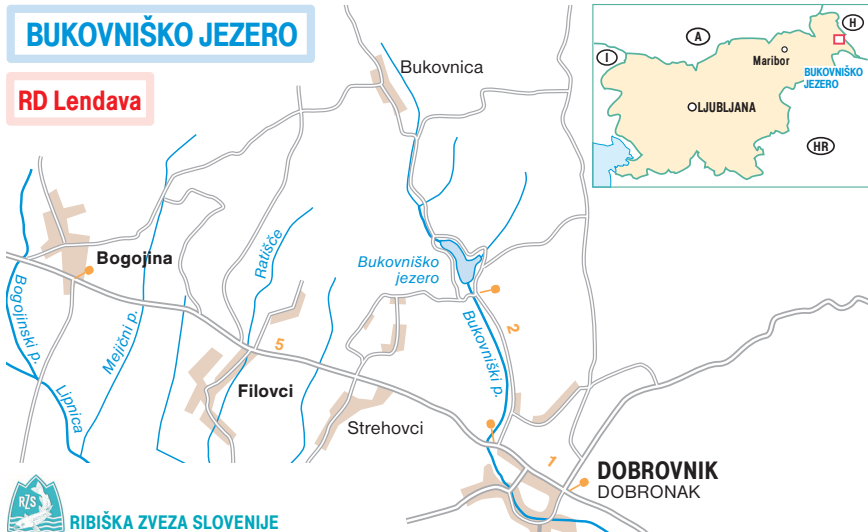 BUKOVNIŠKO JEZERO
RD Lendava
Bukovnica
H
A
I
Maribor
BUKOVNIŠKO
JEZERO
LJUBLJANA
HR
Bogojina
Ratišče
Bukovniško
jezero
Bogojinski p.
Mejični p.
Lipnica
5
2
Bukovniški p.
Filovci
Strehovci
1
DOBROVNIK
DOBRONAK
RZS
RIBIŠKA ZVEZA SLOVENIJE